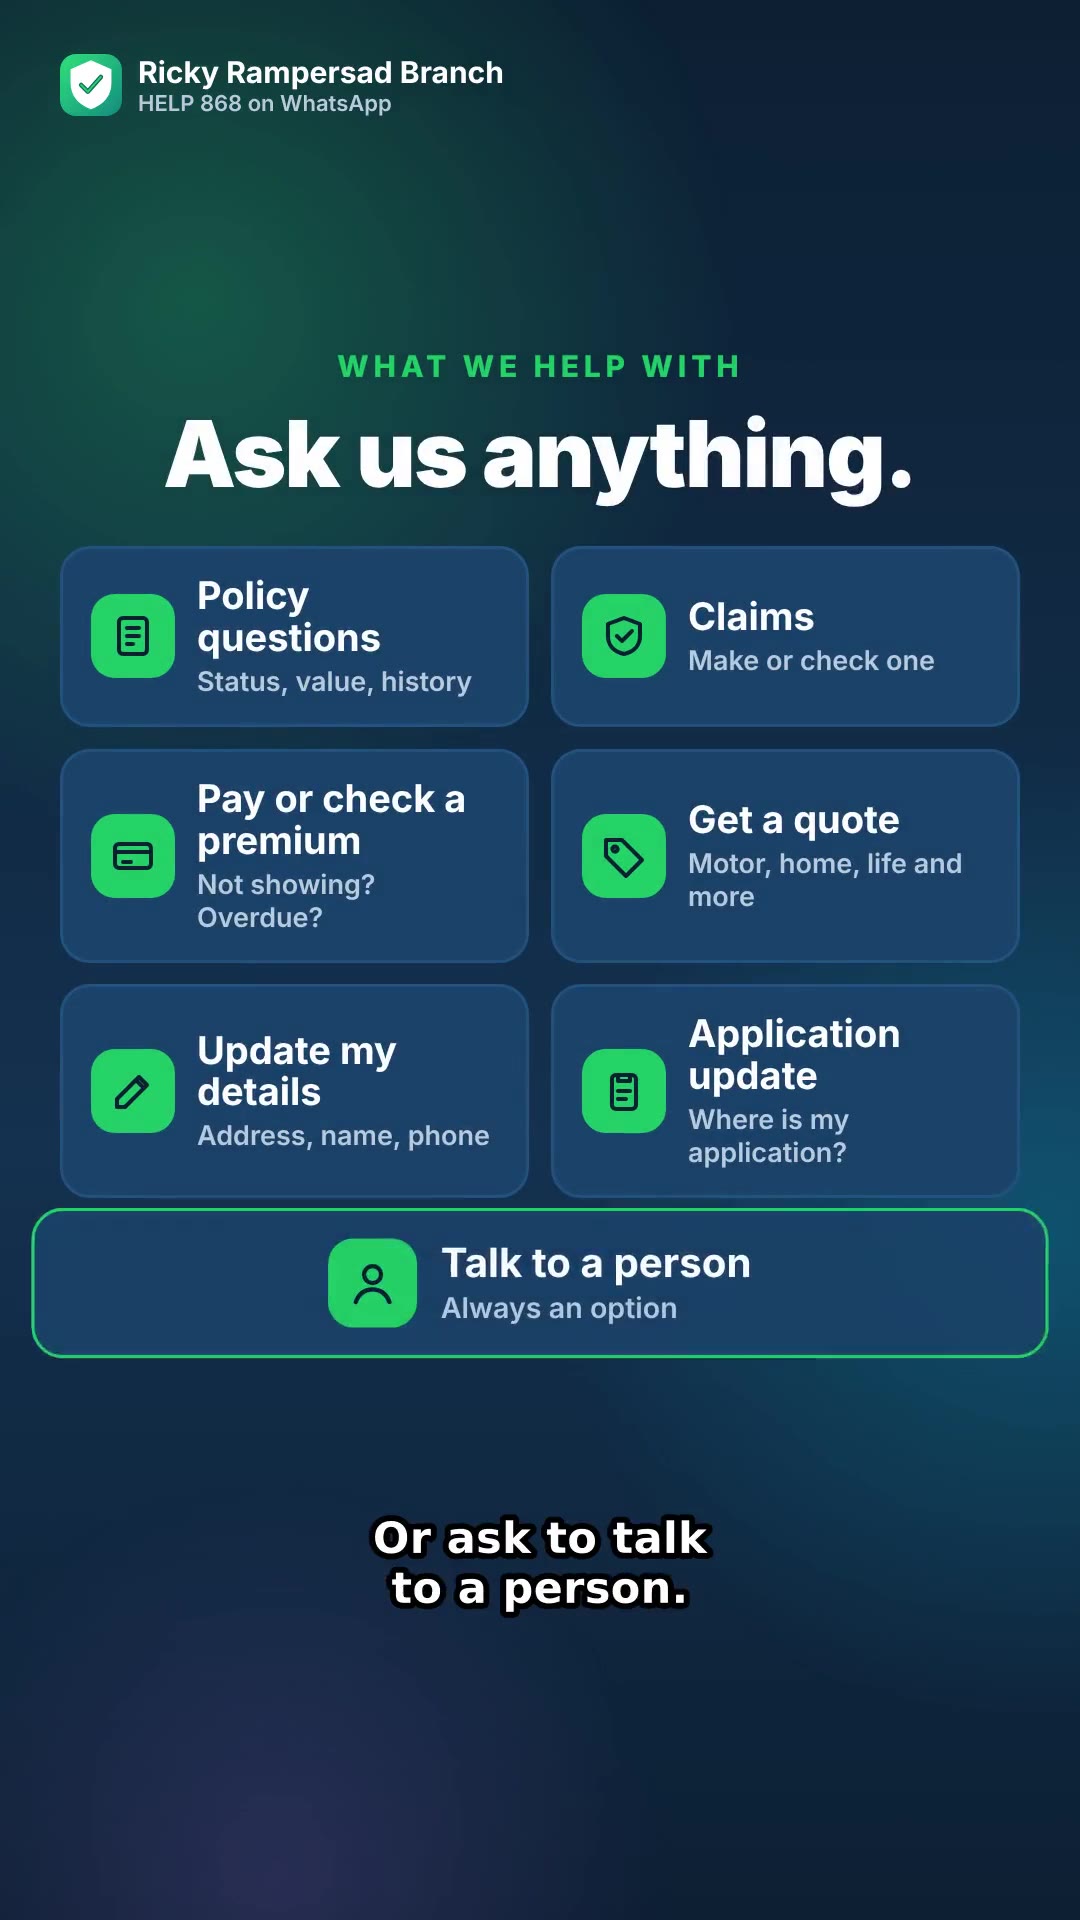 Ricky Rampersad Branch
HELP 868 on WhatsApp
WHAT WE HELP WITH
Ask us anything.
Policy
questions
Status, value, history
Claims
Make or check one
Pay or check a
premium
Not showing?
Overdue?
Get a quote
Motor, home, life and
more
Update my
details
Address, name, phone
Application
update
Where is my
application?
Talk to a person
Always an option
Or ask to talk
to a person.